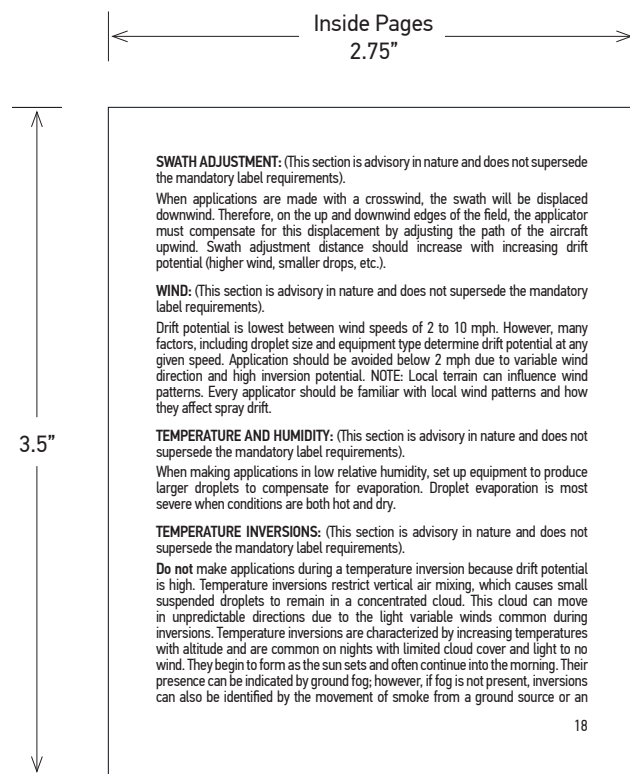 Inside Pages
2.75”
3.5”
SWATH ADJUSTMENT: (This section is advisory in nature and does not supersede
the mandatory label requirements).
When applications are made with a crosswind, the swath will be displaced
downwind. Therefore, on the up and downwind edges of the field, the applicator
must compensate for this displacement by adjusting the path of the aircraft
upwind. Swath adjustment distance should increase with increasing drift
potential (higher wind, smaller drops, etc.).
WIND: (This section is advisory in nature and does not supersede the mandatory
label requirements).
Drift potential is lowest between wind speeds of 2 to 10 mph. However, many
factors, including droplet size and equipment type determine drift potential at any
given speed. Application should be avoided below 2 mph due to variable wind
direction and high inversion potential. NOTE: Local terrain can influence wind
patterns. Every applicator should be familiar with local wind patterns and how
they affect spray drift.
TEMPERATURE AND HUMIDITY: (This section is advisory in nature and does not
supersede the mandatory label requirements).
When making applications in low relative humidity, set up equipment to produce
larger droplets to compensate for evaporation. Droplet evaporation is most
severe when conditions are both hot and dry.
TEMPERATURE INVERSIONS: (This section is advisory in nature and does not
supersede the mandatory label requirements).
Do not make applications during a temperature inversion because drift potential
is high. Temperature inversions restrict vertical air mixing, which causes small
suspended droplets to remain in a concentrated cloud. This cloud can move
in unpredictable directions due to the light variable winds common during
inversions. Temperature inversions are characterized by increasing temperatures
with altitude and are common on nights with limited cloud cover and light to no
wind. They begin to form as the sun sets and often continue into the morning. Their
presence can be indicated by ground fog; however, if fog is not present, inversions
can also be identified by the movement of smoke from a ground source or an
18